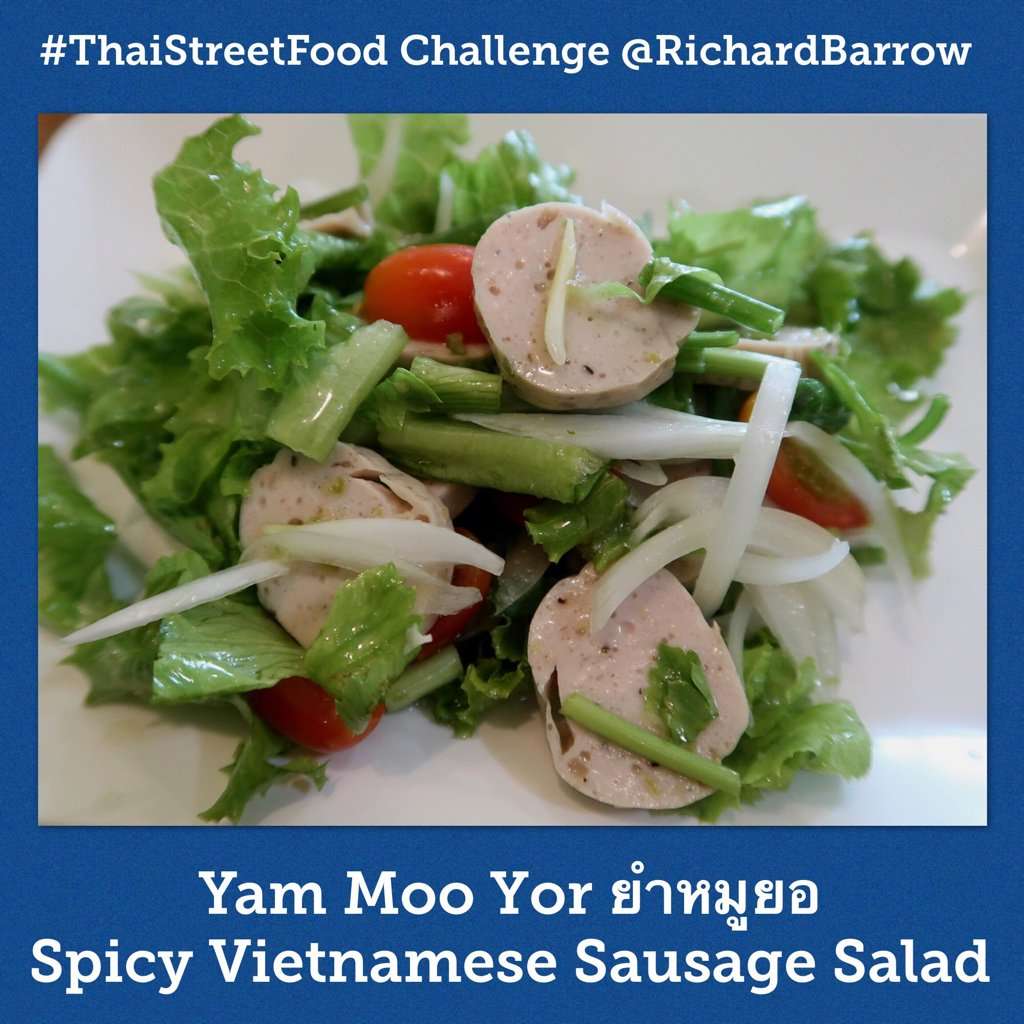 #ThaiStreetFood Challenge @RichardBarrow
Yam Moo Yor ยำหมูยอ
Spicy Vietnamese Sausage Salad